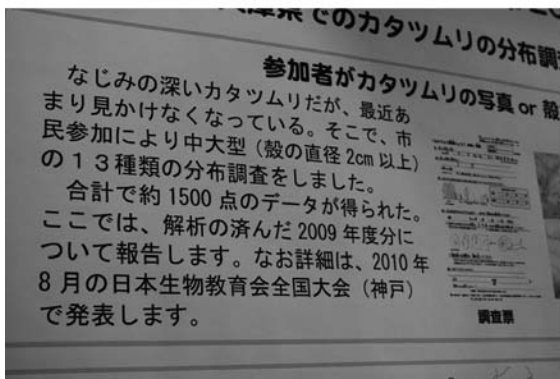 庫県でのカタツムリの分布調
参加者がカタツムリの写真 or 殻
なじみの深いカタツムリだが、最近あ
まり見かけなくなっている。そこで、市
民参加により中大型（殻の直径 2cm 以上）
の１３種類の分布調査をしました。
合計で約 1500 点のデータが得られた。
ここでは、解析の済んだ 2009 年度分に
ついて報告します。なお詳細は、2010 年
8 月の日本生物教育会全国大会（神戸）
で発表します。
調査票